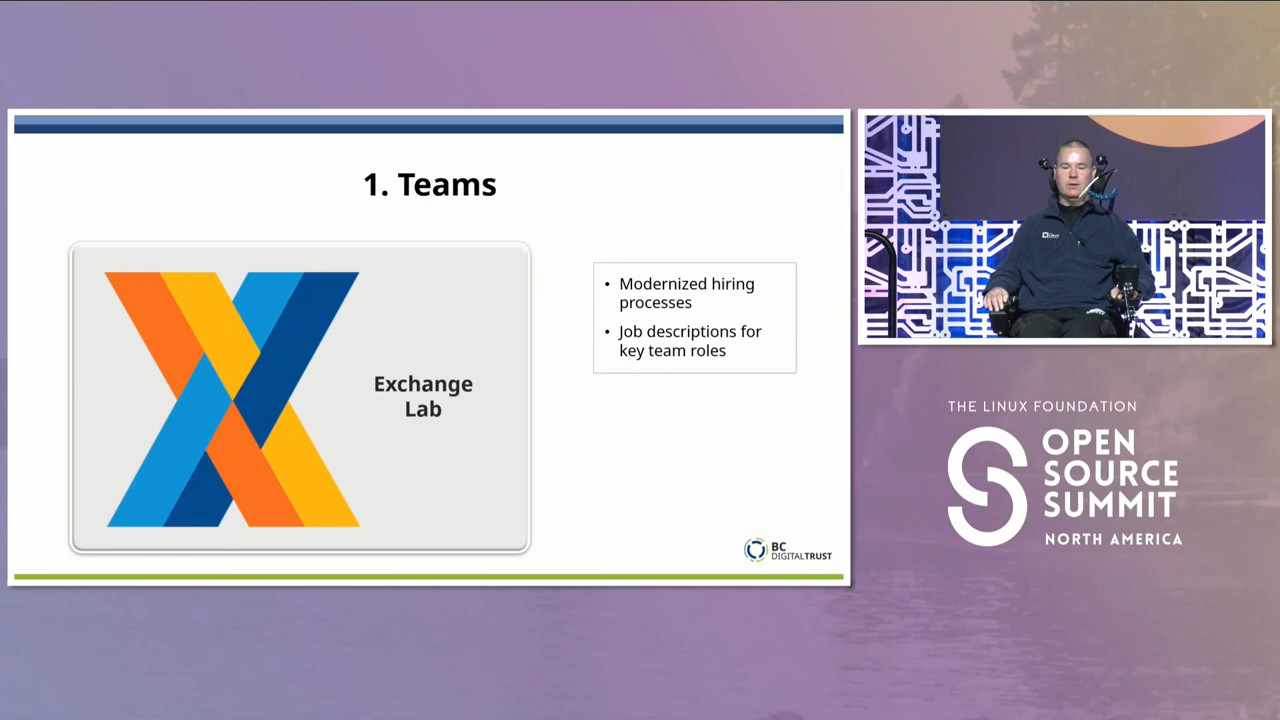 1. Teams
Exchange
Lab
• Modernized hiring
processes
• Job descriptions for
key team roles
BC
DIGITALTRUST
THE LINUX FOUNDATION
OPEN
SOURCE
SUMMIT
NORTH AMERICA